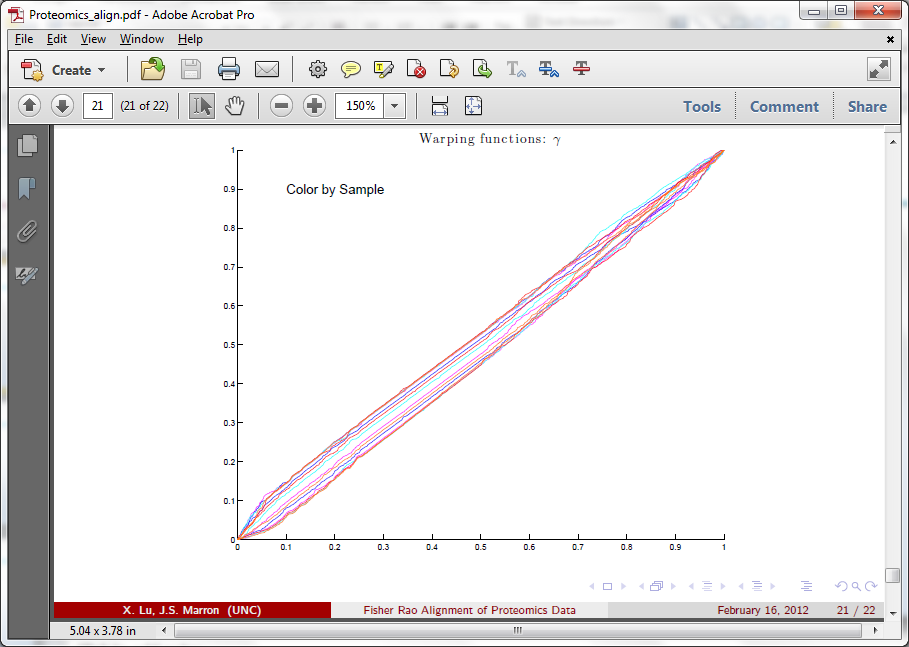 Proteomics_align.pdf - Adobe Acrobat Pro
File Edit View Window Help
Create
21 (21 of 22) 150% Tools Comment Share
Warping functions: γ
Color by Sample
1
0.9
0.8
0.7
0.6
0.5
0.4
0.3
0.2
0.1
0
0 0.1 0.2 0.3 0.4 0.5 0.6 0.7 0.8 0.9 1
X. Lu, J.S. Marron (UNC) Fisher Rao Alignment of Proteomics Data February 16, 2012 21 / 22
5.04 x 3.78 in